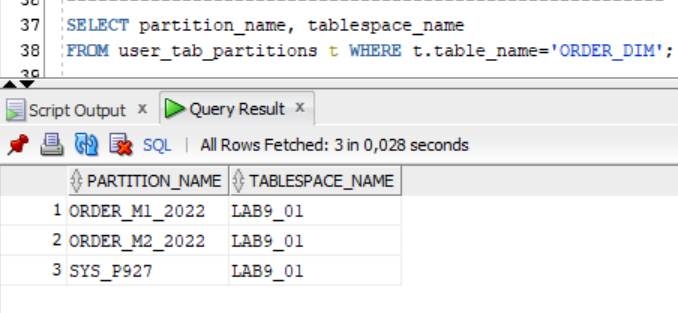 37 SELECT partition_name, tablespace_name
38 FROM user_tab_partitions t WHERE t.table_name='ORDER_DIM';
Script Output x Query Result x
SQL | All Rows Fetched: 3 in 0,028 seconds
PARTITION_NAME TABLESPACE_NAME
1 ORDER_M1_2022 LAB9_01
2 ORDER_M2_2022 LAB9_01
3 SYS_P927 LAB9_01